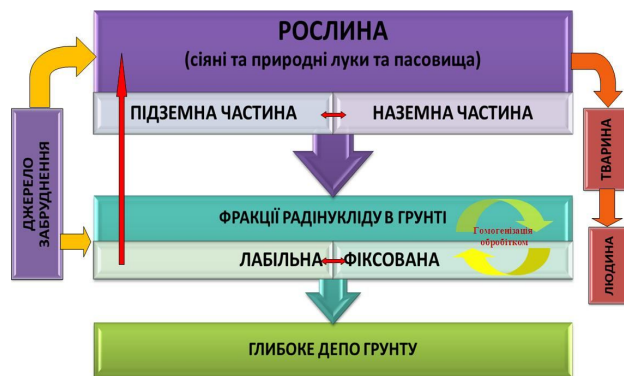 РОСЛИНА
(сіяні та природні луки та пасовища)
ПІДЗЕМНА ЧАСТИНА
НАЗЕМНА ЧАСТИНА
ДЖЕРЕЛО
ЗАБРУДНЕННЯ
ТВАРИНА
ФРАКЦІЇ РАДІНУКЛІДУ В ГРУНТІ
Гомогенізація
обробітком
ЛАБІЛЬНА
ФІКСОВАНА
ЛЮДИНА
ГЛИБОКЕ ДЕПО ГРУНТУ